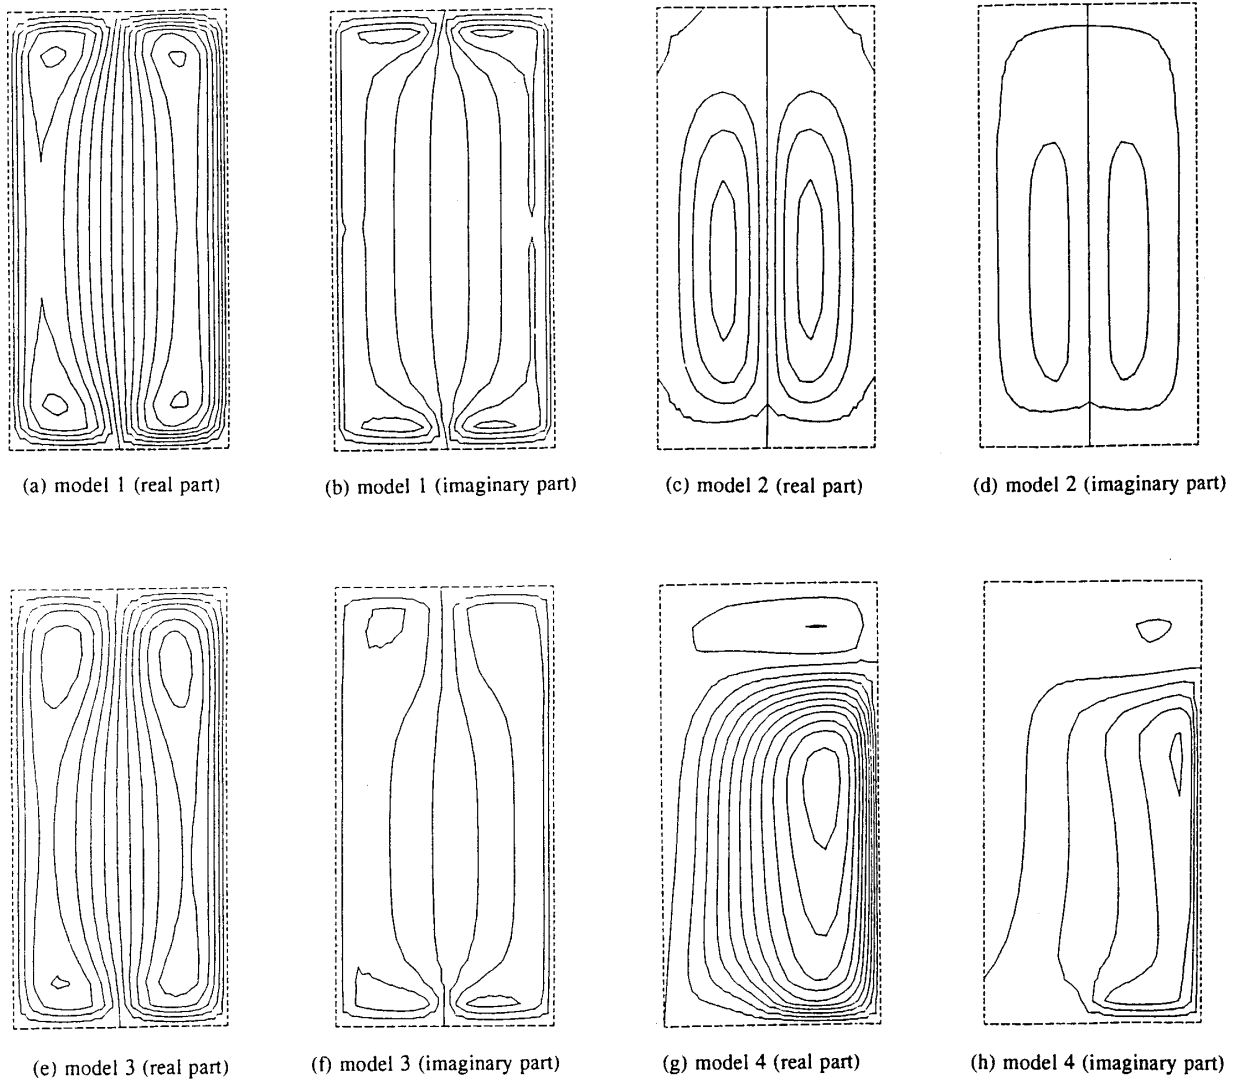 (a) model 1 (real part)
(b) model 1 (imaginary part)
(c) model 2 (real part)
(d) model 2 (imaginary part)
(e) model 3 (real part)
(f) model 3 (imaginary part)
(g) model 4 (real part)
(h) model 4 (imaginary part)